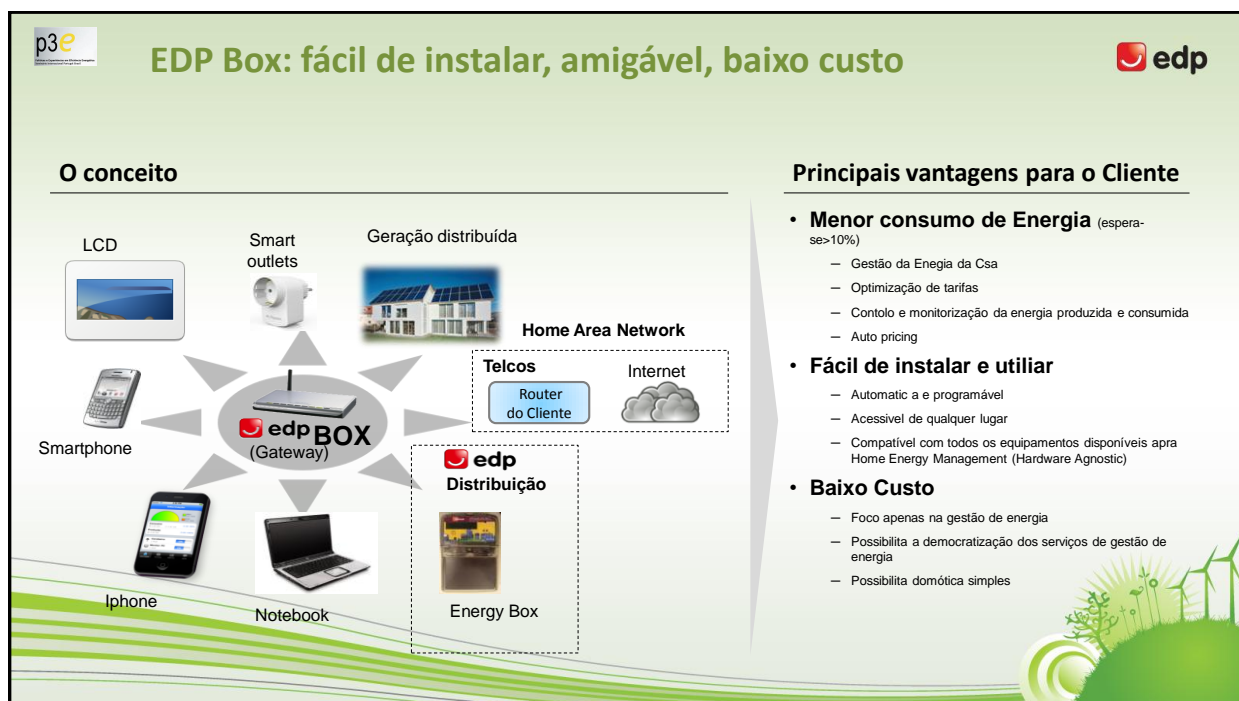 p3e
EDP Box: fácil de instalar, amigável, baixo custo
edp
O conceito
LCD
Smart
outlets
Geração distribuída
Home Area Network
Telcos
Router
do Cliente
Internet
Smartphone
edp BOX
(Gateway)
edp
Distribuição
Iphone
Notebook
Energy Box
Principais vantagens para o Cliente
• Menor consumo de Energia (espera-
se>10%)
– Gestão da Enegia da Csa
– Optimização de tarifas
– Contolo e monitorização da energia produzida e consumida
– Auto pricing
• Fácil de instalar e utiliar
– Automatic a e programável
– Acessivel de qualquer lugar
– Compatível com todos os equipamentos disponíveis apra
Home Energy Management (Hardware Agnostic)
• Baixo Custo
– Foco apenas na gestão de energia
– Possibilita a democratização dos serviços de gestão de
energia
– Possibilita domótica simples